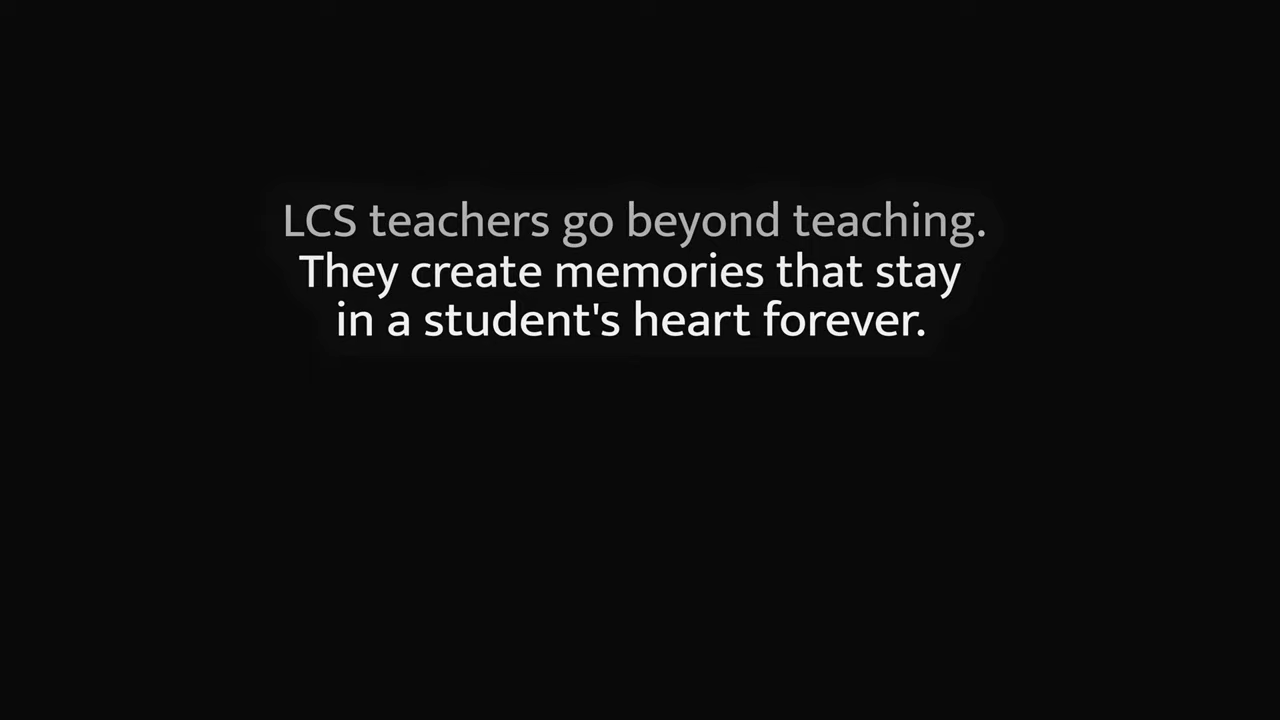 LCS teachers go beyond teaching.
They create memories that stay
in a student's heart forever.